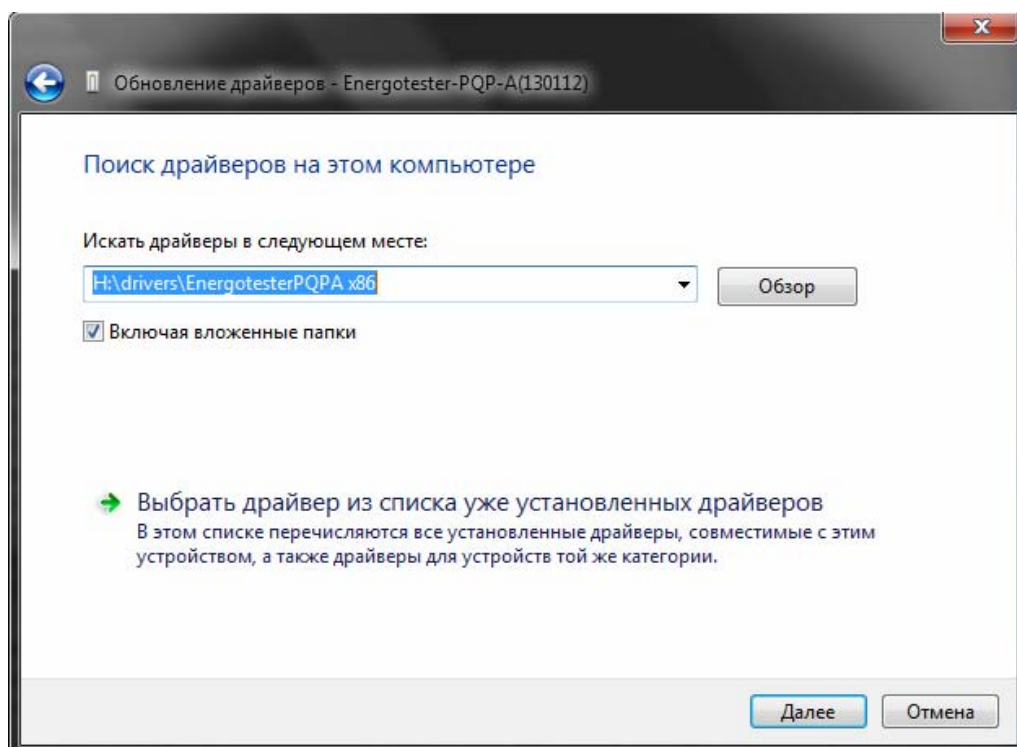 Обновление драйверов - Energotester-PQP-A(130112)
Поиск драйверов на этом компьютере
Искать драйверы в следующем месте:
H:\drivers\EnergotesterPQPA x86
Обзор
Включая вложенные папки
Выбрать драйвер из списка уже установленных драйверов
В этом списке перечисляются все установленные драйверы, совместимые с этим
устройством, а также драйверы для устройств той же категории.
Далее
Отмена